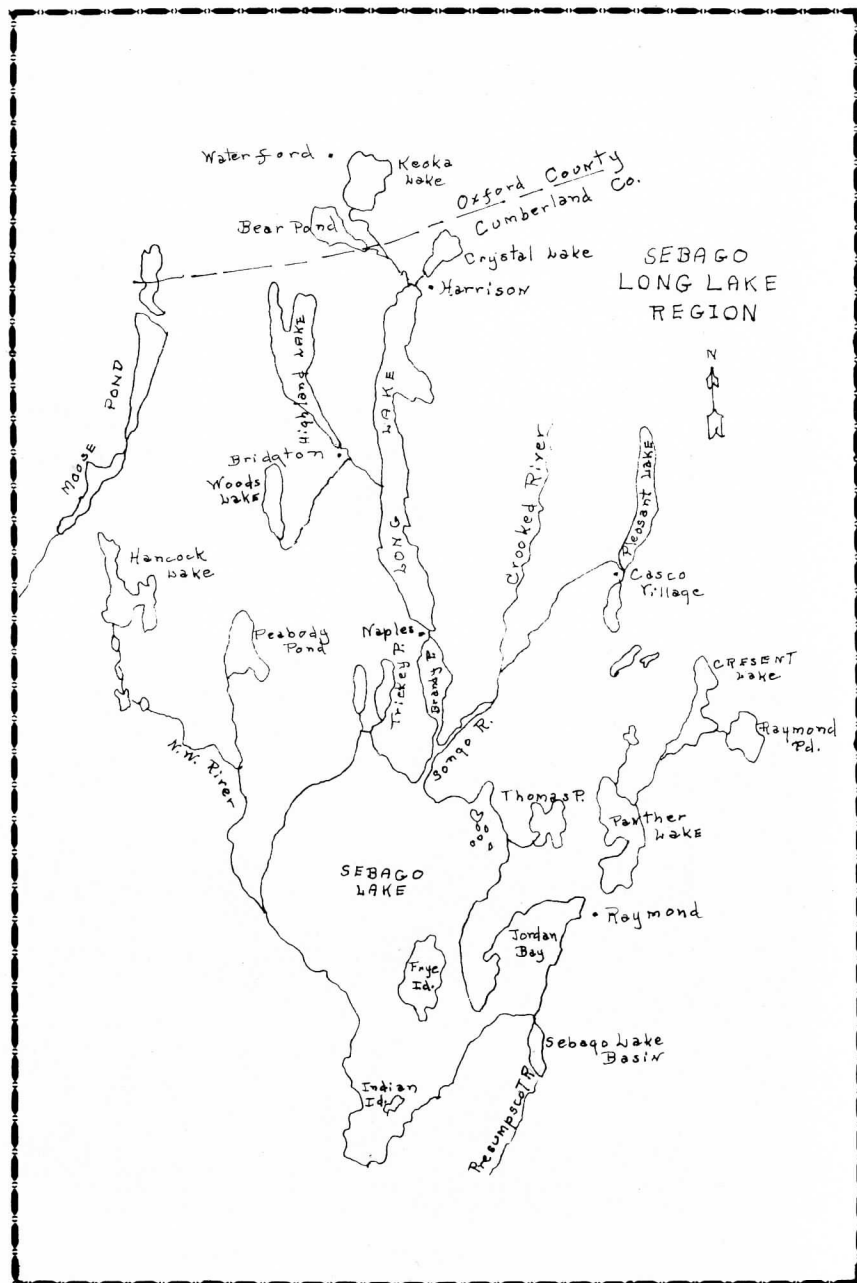 Waterford
Keoka
Lake
Oxford County
Cumberland Co.
Bear Pond
Crystal Lake
Harrison
SEBAGO
LONG LAKE
REGION
N
MOOSE POND
Highland LAKE
LONG LAKE
Bridgton
Woods
Lake
Crooked River
Pleasant LAKE
Hancock
Lake
Casco
Village
Peabody
Pond
Naples
Trickey P.
Brandy P.
CRESENT
Lake
Raymond
Pd.
N.W. River
Songo R.
Thomas P.
Panther
LAKE
SEBAGO
LAKE
Raymond
Jordan
Bay
Frye
Id.
Sebago Lake
Basin
Indian
Id.
PresumpscoT R.